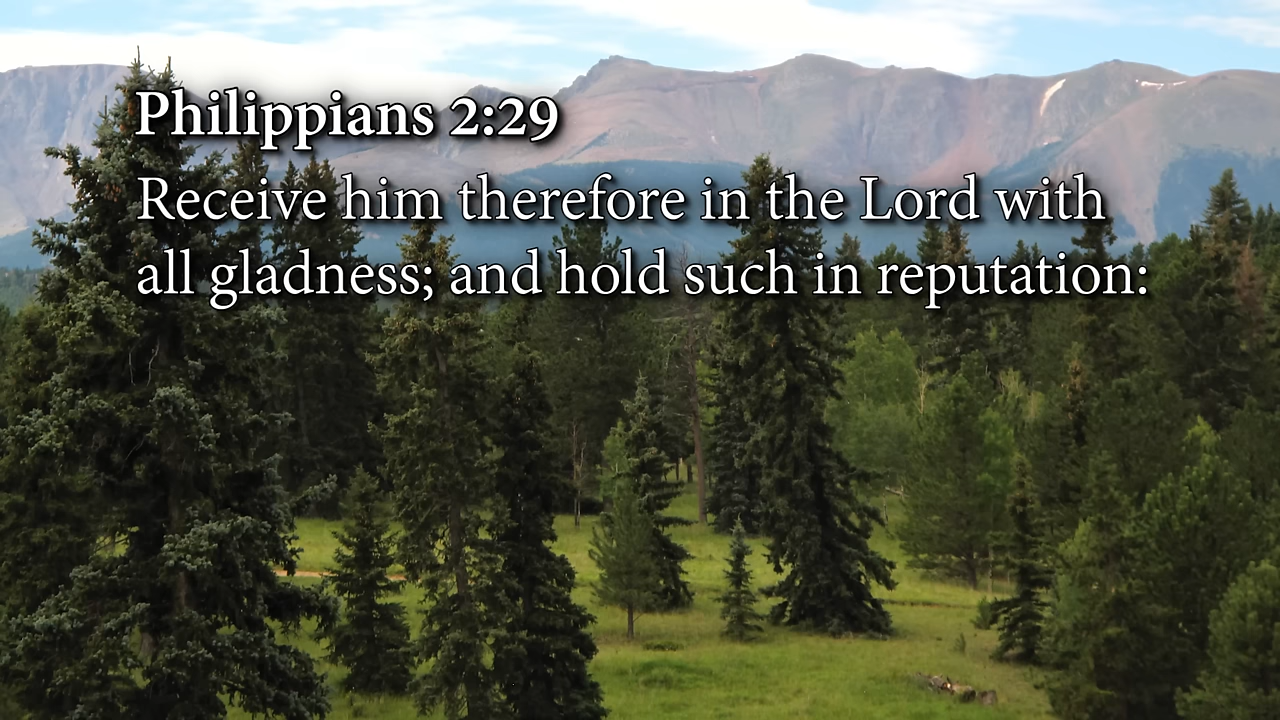 Philippians 2:29
Receive him therefore in the Lord with
all gladness; and hold such in reputation: